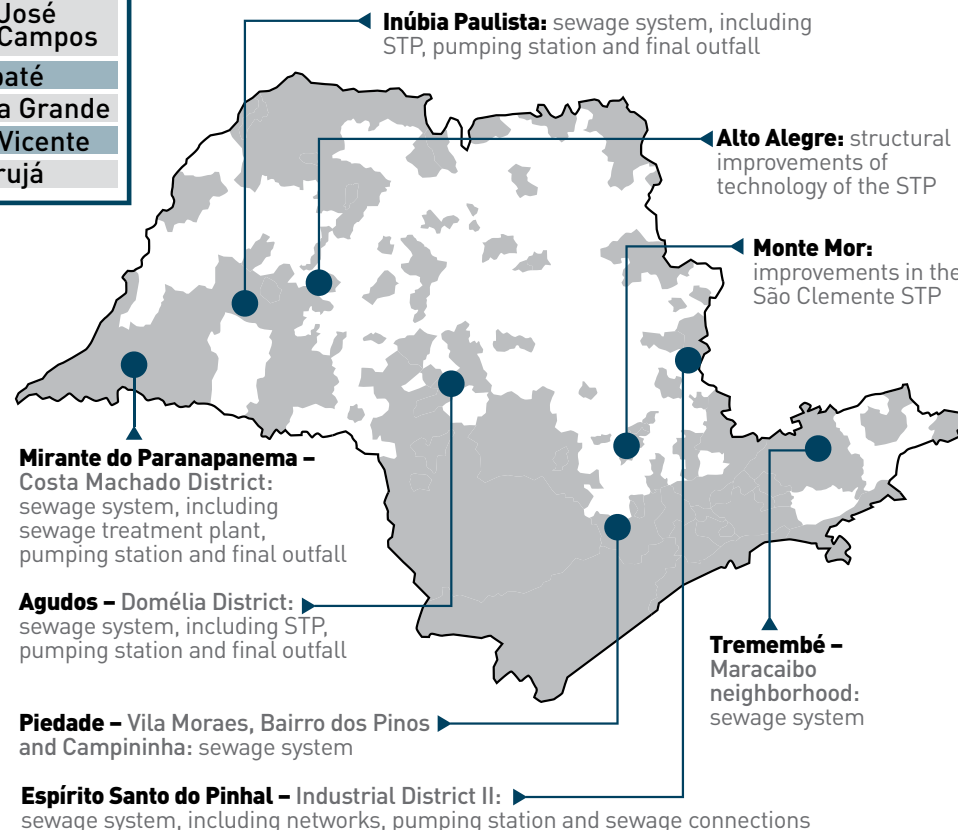 José
Campos
a Grande
Vicente
Inúbia Paulista: sewage system, including
STP, pumping station and final outfall
Alto Alegre: structural
improvements of
technology of the STP
Monte Mor:
improvements in the
São Clemente STP
Mirante do Paranapanema –
Costa Machado District:
sewage system, including
sewage treatment plant,
pumping station and final outfall
Agudos – Domélia District:
sewage system, including STP,
pumping station and final outfall
Piedade – Vila Moraes, Bairro dos Pinos
and Campininha: sewage system
Tremembé –
Maracaibo
neighborhood:
sewage system
Espírito Santo do Pinhal – Industrial District II:
sewage system, including networks, pumping station and sewage connections